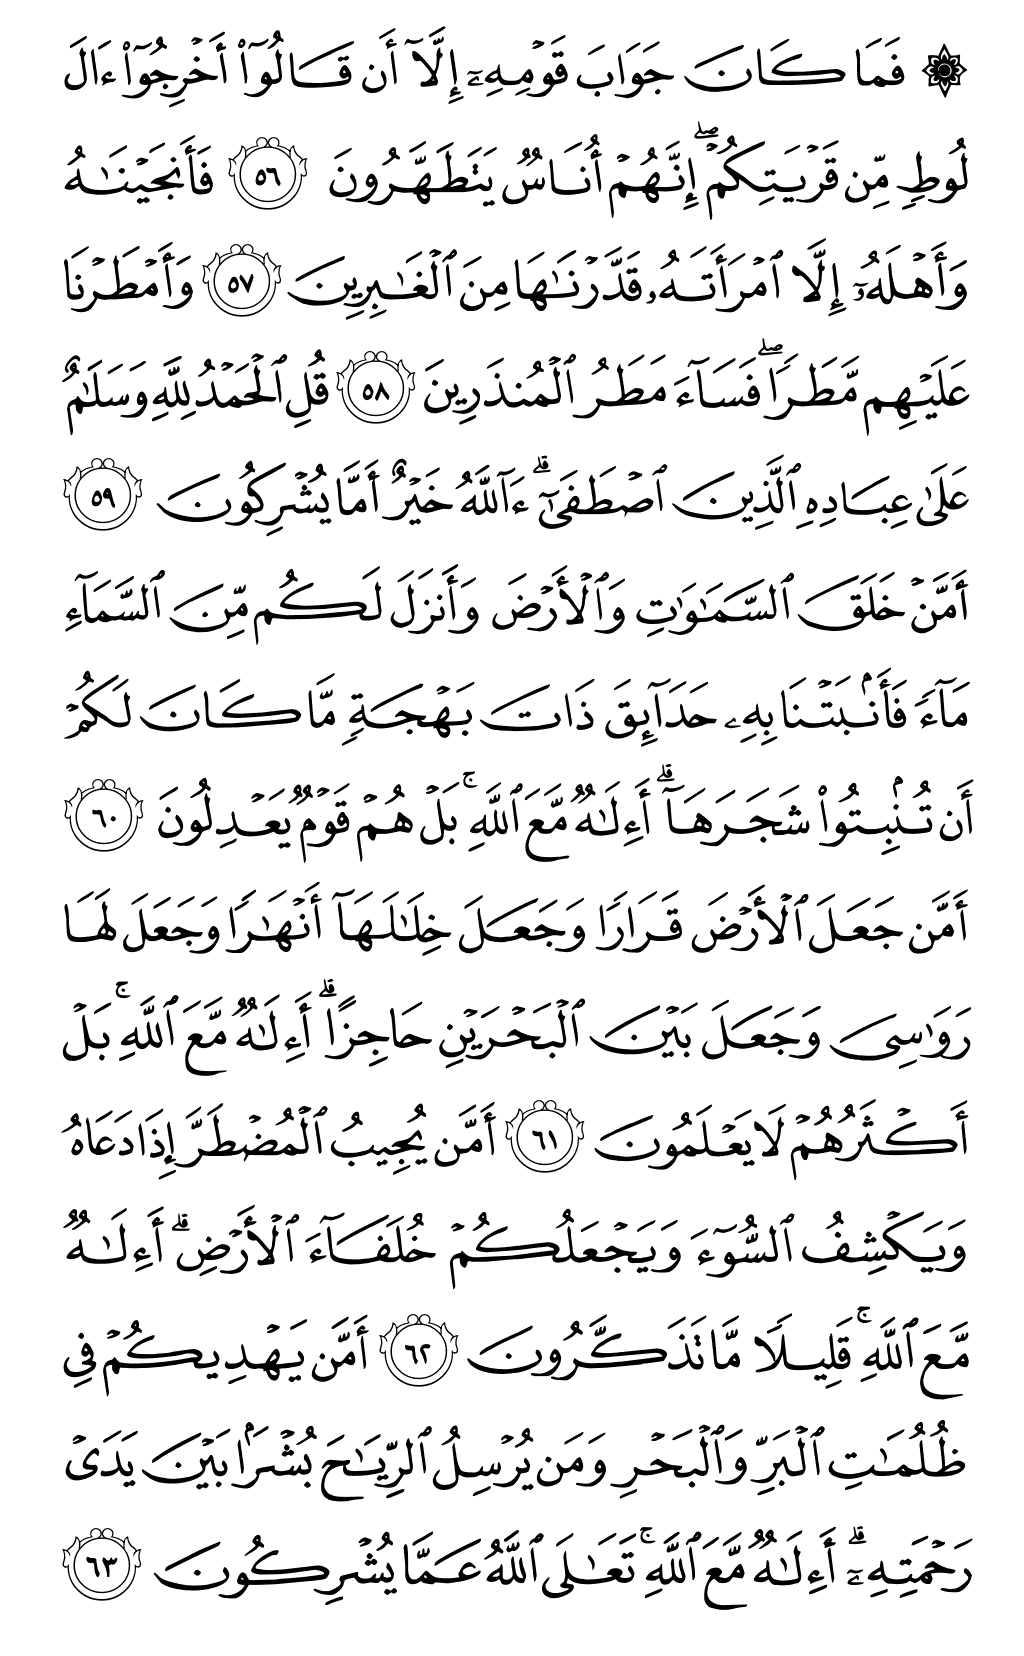 ۞ فَمَا كَانَ جَوَابَ قَوْمِهِۦٓ إِلَّآ أَن قَالُوٓا۟ أَخْرِجُوٓا۟ ءَالَ
لُوطٍ مِّن قَرْيَتِكُمْ ۖ إِنَّهُمْ أُنَاسٌ يَتَطَهَّرُونَ ٥٦ فَأَنجَيْنَـٰهُ
وَأَهْلَهُۥٓ إِلَّا ٱمْرَأَتَهُۥ قَدَّرْنَـٰهَا مِنَ ٱلْغَـٰبِرِينَ ٥٧ وَأَمْطَرْنَا
عَلَيْهِم مَّطَرًا ۖ فَسَآءَ مَطَرُ ٱلْمُنذَرِينَ ٥٨ قُلِ ٱلْحَمْدُ لِلَّهِ وَسَلَـٰمٌ
عَلَىٰ عِبَادِهِ ٱلَّذِينَ ٱصْطَفَىٰٓ ۗ ءَآللَّهُ خَيْرٌ أَمَّا يُشْرِكُونَ ٥٩
أَمَّنْ خَلَقَ ٱلسَّمَـٰوَٰتِ وَٱلْأَرْضَ وَأَنزَلَ لَكُم مِّنَ ٱلسَّمَآءِ
مَآءً فَأَنۢبَتْنَا بِهِۦ حَدَآئِقَ ذَاتَ بَهْجَةٍ مَّا كَانَ لَكُمْ
أَن تُنۢبِتُوا۟ شَجَرَهَآ ۗ أَءِلَـٰهٌ مَّعَ ٱللَّهِ ۚ بَلْ هُمْ قَوْمٌ يَعْدِلُونَ ٦٠
أَمَّن جَعَلَ ٱلْأَرْضَ قَرَارًا وَجَعَلَ خِلَـٰلَهَآ أَنْهَـٰرًا وَجَعَلَ لَهَا
رَوَٰسِىَ وَجَعَلَ بَيْنَ ٱلْبَحْرَيْنِ حَاجِزًا ۗ أَءِلَـٰهٌ مَّعَ ٱللَّهِ ۚ بَلْ
أَكْثَرُهُمْ لَا يَعْلَمُونَ ٦١ أَمَّن يُجِيبُ ٱلْمُضْطَرَّ إِذَا دَعَاهُ
وَيَكْشِفُ ٱلسُّوٓءَ وَيَجْعَلُكُمْ خُلَفَآءَ ٱلْأَرْضِ ۗ أَءِلَـٰهٌ
مَّعَ ٱللَّهِ ۚ قَلِيلًا مَّا تَذَكَّرُونَ ٦٢ أَمَّن يَهْدِيكُمْ فِى
ظُلُمَـٰتِ ٱلْبَرِّ وَٱلْبَحْرِ وَمَن يُرْسِلُ ٱلرِّيَـٰحَ بُشْرًۢا بَيْنَ يَدَىْ
رَحْمَتِهِۦٓ ۗ أَءِلَـٰهٌ مَّعَ ٱللَّهِ ۚ تَعَـٰلَى ٱللَّهُ عَمَّا يُشْرِكُونَ ٦٣